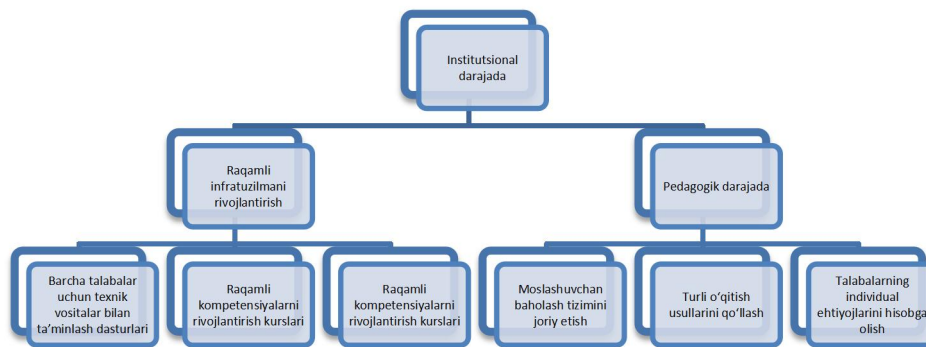 Institutsional
darajada
Raqamli
infratuzilmani
rivojlantirish
Pedagogik darajada
Barcha talabalar
uchun texnik
vositalar bilan
ta’minlash dasturlari
Raqamli
kompetensiyalarni
rivojlantirish kurslari
Raqamli
kompetensiyalarni
rivojlantirish kurslari
Moslashuvchan
baholash tizimini
joriy etish
Turli o‘qitish
usullarini qo‘llash
Talabalarning
individual
ehtiyojlarini hisobga
olish